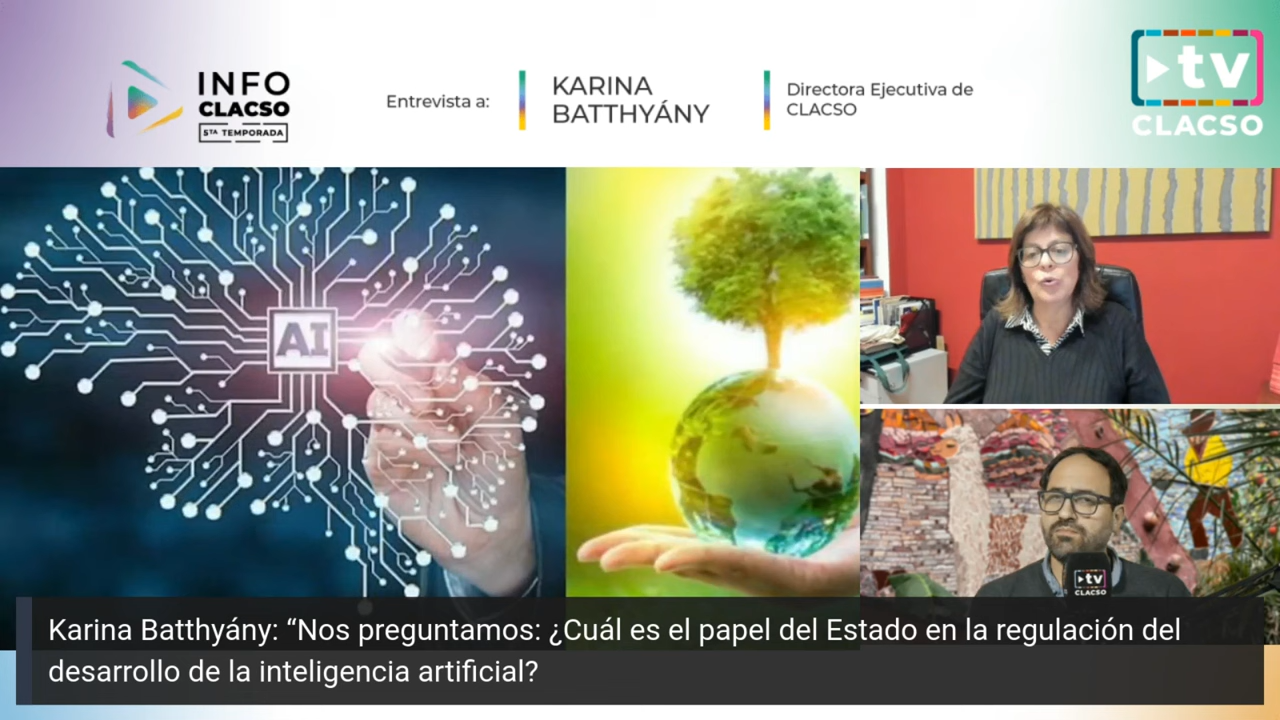 INFO
CLACSO
5TA TEMPORADA
Entrevista a:
KARINA
BATTHYÁNY
Directora Ejecutiva de
CLACSO
tv
CLACSO
AI
tv
CLACSO
Karina Batthyány: “Nos preguntamos: ¿Cuál es el papel del Estado en la regulación del
desarrollo de la inteligencia artificial?